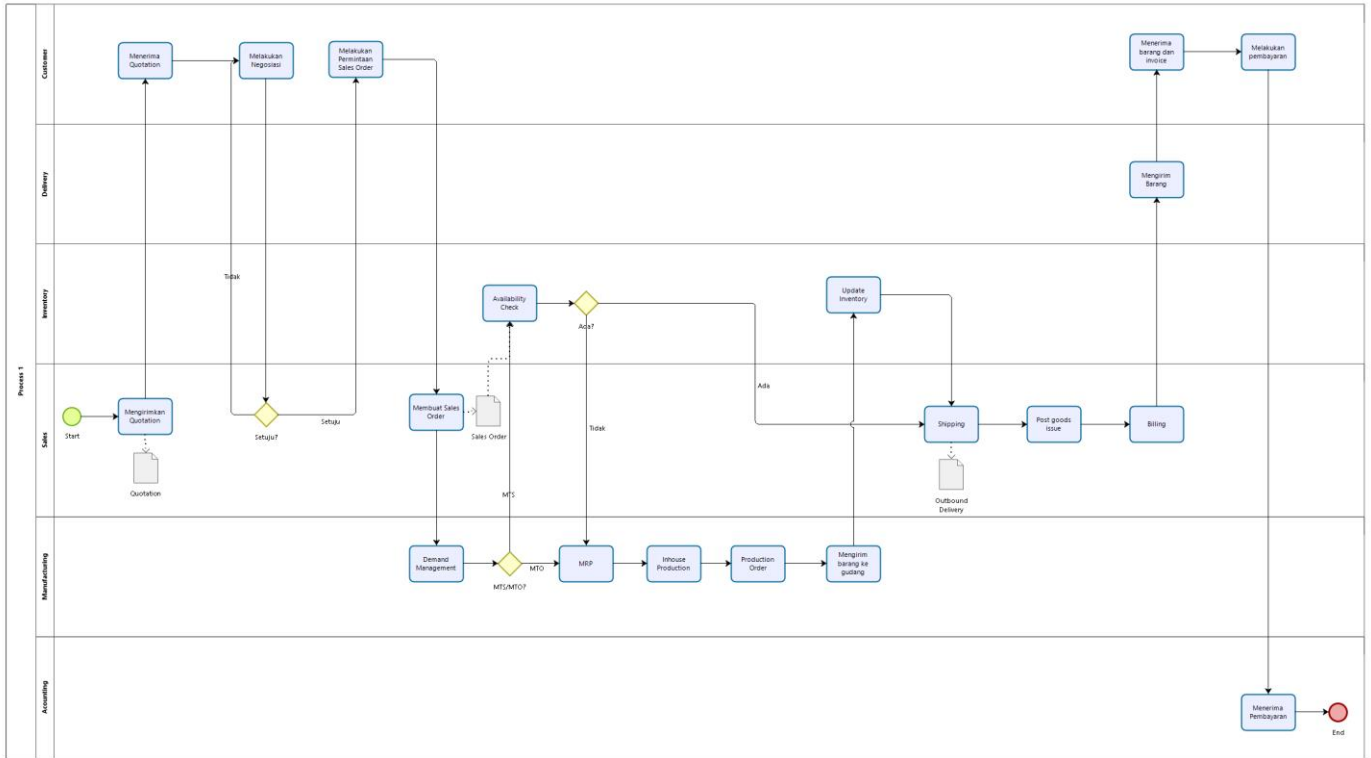 Process 1
Customer
Menerima
Quotation
Melakukan
Negosiasi
Melakukan
Permintaan
Sales Order
Menerima
barang dan
invoice
Melakukan
pembayaran
Delivery
Mengirim
Barang
Inventory
Tidak
Availability
Check
Ada?
Update
Inventory
Sales
Start
Mengirimkan
Quotation
Quotation
Setuju?
Setuju
Membuat Sales
Order
Sales Order
MTS
Tidak
Ada
Shipping
Outbound
Delivery
Post goods
issue
Billing
Manufacturing
Demand
Management
MTS/MTO?
MTO
MRP
Inhouse
Production
Production
Order
Mengirim
barang ke
gudang
Acounting
Menerima
Pembayaran
End